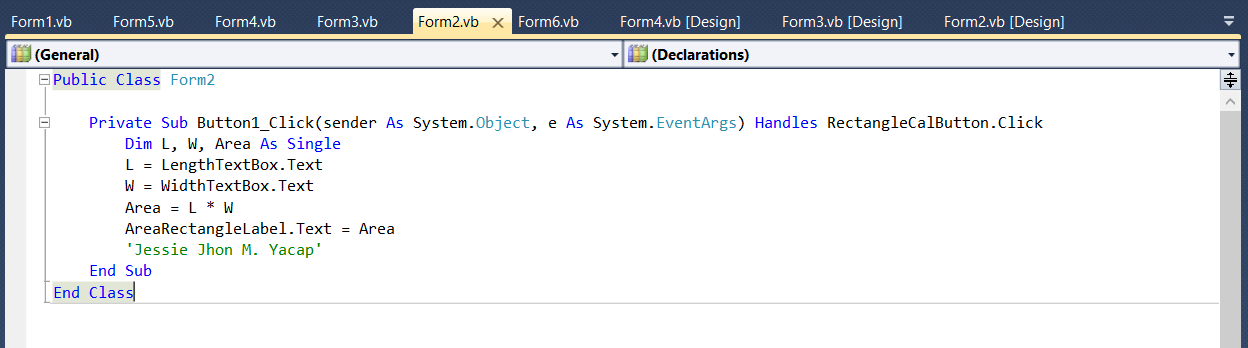 Form1.vb Form5.vb Form4.vb Form3.vb Form2.vb Form6.vb Form4.vb [Design] Form3.vb [Design] Form2.vb [Design]
(General) (Declarations)
Public Class Form2
Private Sub Button1_Click(sender As System.Object, e As System.EventArgs) Handles RectangleCalButton.Click
Dim L, W, Area As Single
L = LengthTextBox.Text
W = WidthTextBox.Text
Area = L * W
AreaRectangleLabel.Text = Area
'Jessie Jhon M. Yacap'
End Sub
End Class